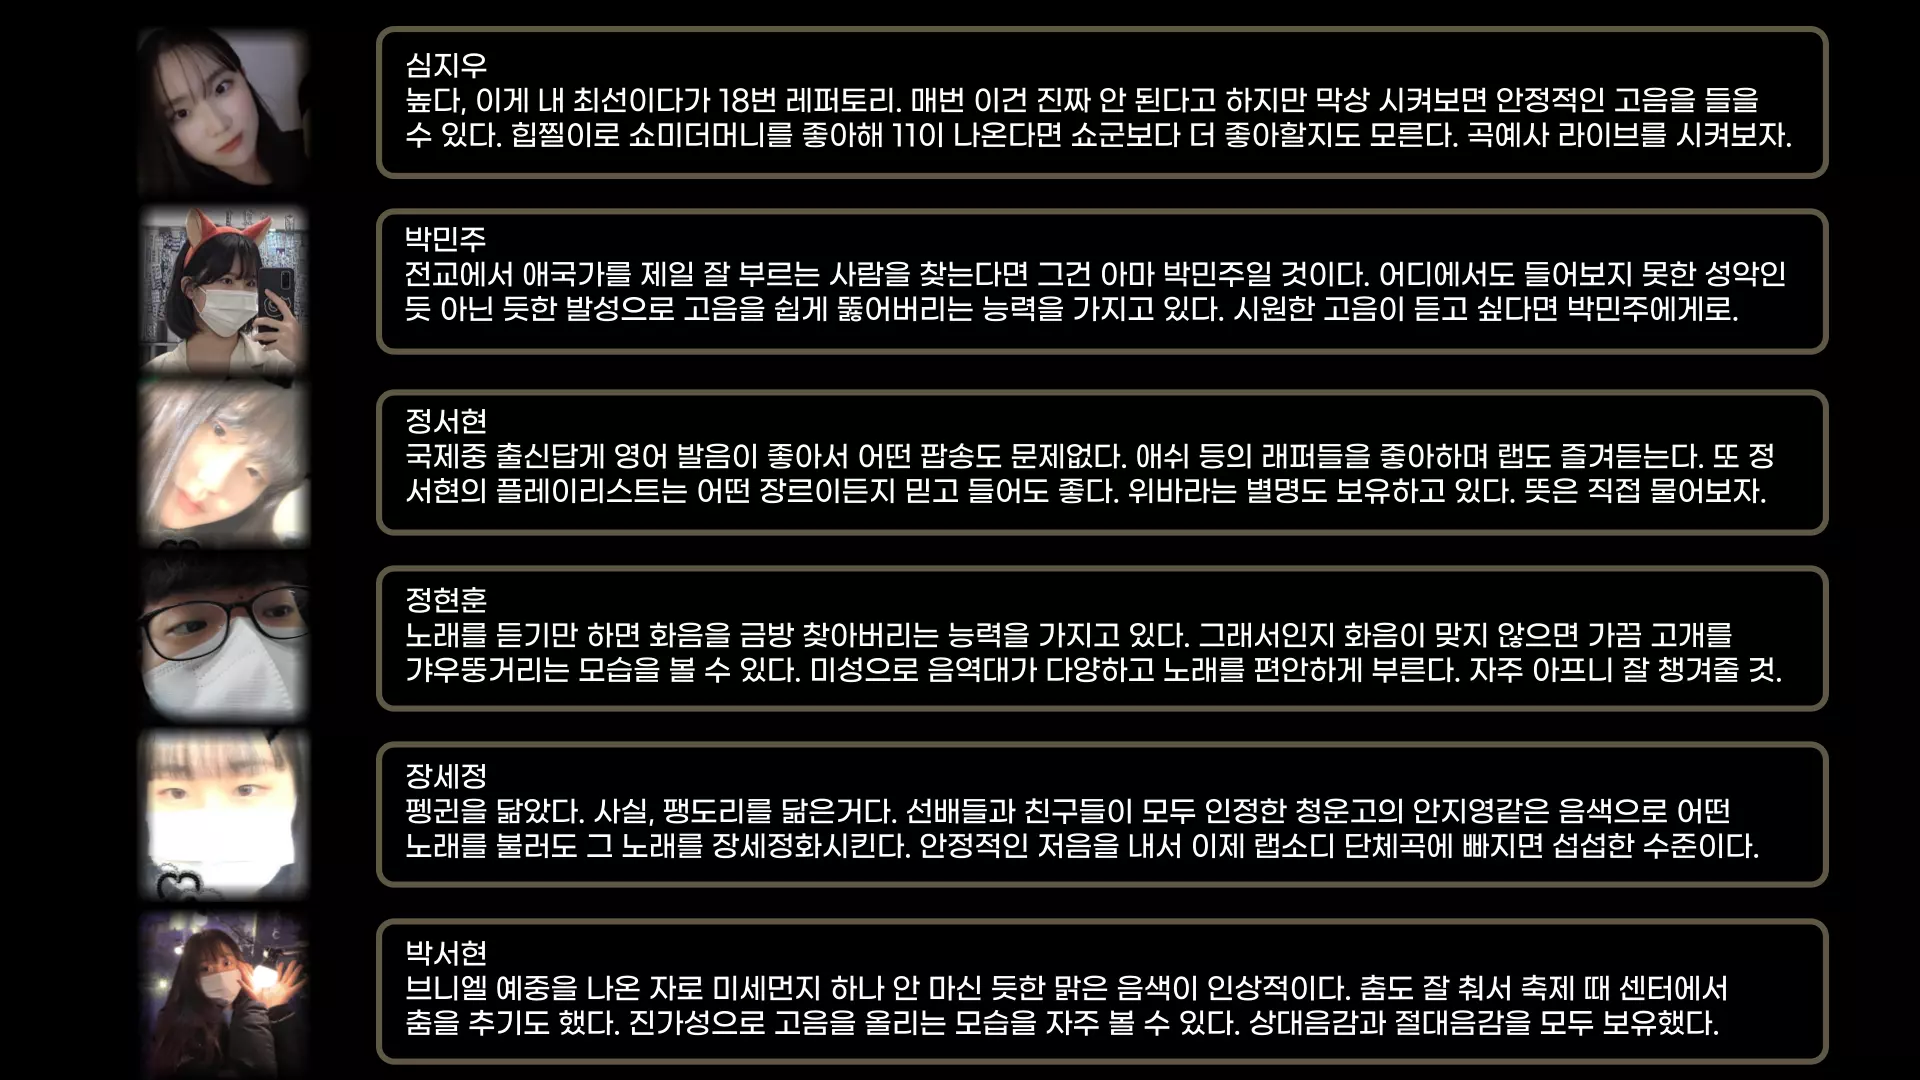 심지우
높다, 이게 내 최선이다가 18번 레퍼토리. 매번 이건 진짜 안 된다고 하지만 막상 시켜보면 안정적인 고음을 들을
수 있다. 힙찔이로 쇼미더머니를 좋아해 11이 나온다면 쇼군보다 더 좋아할지도 모른다. 곡예사 라이브를 시켜보자.
박민주
전교에서 애국가를 제일 잘 부르는 사람을 찾는다면 그건 아마 박민주일 것이다. 어디에서도 들어보지 못한 성악인
듯 아닌 듯한 발성으로 고음을 쉽게 뚫어버리는 능력을 가지고 있다. 시원한 고음이 듣고 싶다면 박민주에게로.
정서현
국제중 출신답게 영어 발음이 좋아서 어떤 팝송도 문제없다. 애쉬 등의 래퍼들을 좋아하며 랩도 즐겨듣는다. 또 정
서현의 플레이리스트는 어떤 장르이든지 믿고 들어도 좋다. 위바라는 별명도 보유하고 있다. 뜻은 직접 물어보자.
정현훈
노래를 듣기만 하면 화음을 금방 찾아버리는 능력을 가지고 있다. 그래서인지 화음이 맞지 않으면 가끔 고개를
갸우뚱거리는 모습을 볼 수 있다. 미성으로 음역대가 다양하고 노래를 편안하게 부른다. 자주 아프니 잘 챙겨줄 것.
장세정
펭귄을 닮았다. 사실, 팽도리를 닮은거다. 선배들과 친구들이 모두 인정한 청운고의 안지영같은 음색으로 어떤
노래를 불러도 그 노래를 장세정화시킨다. 안정적인 저음을 내서 이제 랩소디 단체곡에 빠지면 섭섭한 수준이다.
박서현
브니엘 예중을 나온 자로 미세먼지 하나 안 마신 듯한 맑은 음색이 인상적이다. 춤도 잘 춰서 축제 때 센터에서
춤을 추기도 했다. 진가성으로 고음을 올리는 모습을 자주 볼 수 있다. 상대음감과 절대음감을 모두 보유했다.